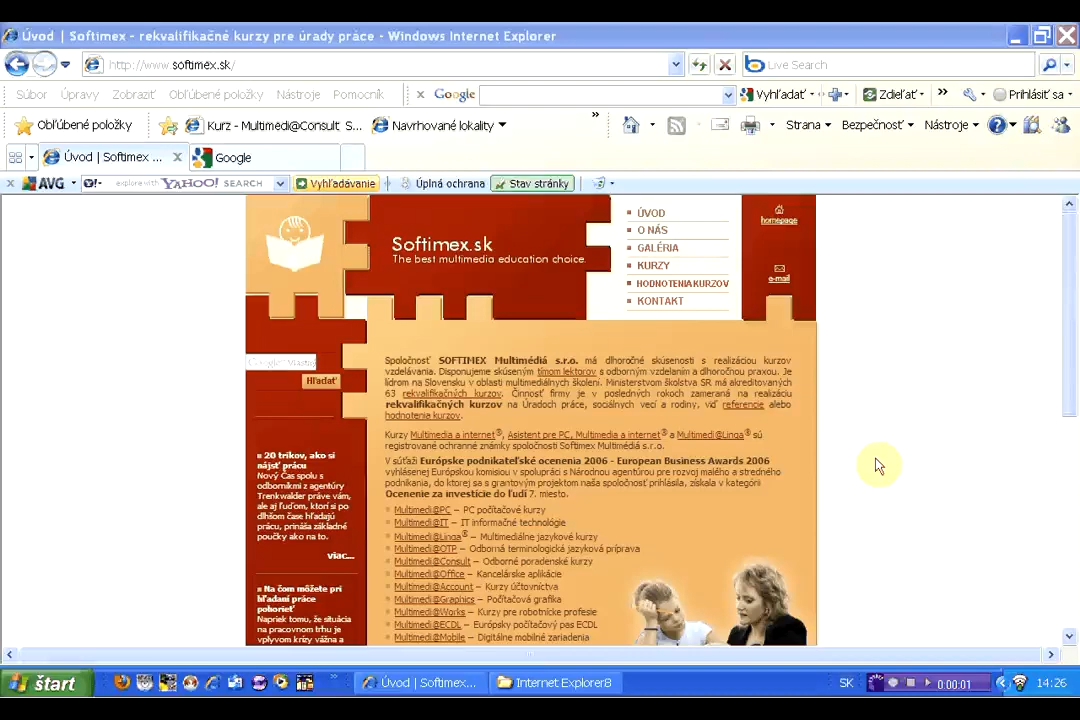 Úvod | Softimex - rekvalifikačné kurzy pre úrady práce - Windows Internet Explorer
http://www.softimex.sk/
Live Search
Súbor Úpravy Zobraziť Obľúbené položky Nástroje Pomocník
Google
Vyhľadať
Zdieľať
Prihlásiť sa
Obľúbené položky
Kurz - Multimedi@Consult S...
Navrhované lokality
Strana Bezpečnosť Nástroje
Úvod | Softimex ...
Google
AVG
Y!
explore with YAHOO! SEARCH
Vyhľadávanie
Úplná ochrana
Stav stránky
Softimex.sk
The best multimedia education choice.
ÚVOD
O NÁS
GALÉRIA
KURZY
HODNOTENIA KURZOV
KONTAKT
homepage
e-mail
Hľadať
20 trikov, ako si
nájsť prácu
Nový Čas spolu s
odborníkmi z agentúry
Trenkwalder práve vám,
ale aj ľuďom, ktorí si po
dlhšom čase hľadajú
prácu, prináša základné
poučky ako na to.
viac...
Na čom môžete pri
hľadaní práce
pohorieť
Napriek tomu, že situácia
na pracovnom trhu je
vplyvom krízy vážna a
Spoločnosť SOFTIMEX Multimédiá s.r.o. má dlhoročné skúsenosti s realizáciou kurzov
vzdelávania. Disponujeme skúseným tímom lektorov s odborným vzdelaním a dlhoročnou praxou. Je
lídrom na Slovensku v oblasti multimediálnych školení. Ministerstvom školstva SR má akreditovaných
63 rekvalifikačných kurzov. Činnosť firmy je v posledných rokoch zameraná na realizáciu
rekvalifikačných kurzov na Úradoch práce, sociálnych vecí a rodiny, viď referencie alebo
hodnotenia kurzov.
Kurzy Multimedia a internet®, Asistent pre PC, Multimedia a internet® a Multimedi@Linga® sú
registrované ochranné známky spoločnosti Softimex Multimédiá s.r.o.
V súťaži Európske podnikateľské ocenenia 2006 - European Business Awards 2006
vyhlásenej Európskou komisiou v spolupráci s Národnou agentúrou pre rozvoj malého a stredného
podnikania, do ktorej sa s grantovým projektom naša spoločnosť prihlásila, získala v kategórii
Ocenenie za investície do ľudí 7. miesto.
Multimedi@PC – PC počítačové kurzy
Multimedi@IT – IT informačné technológie
Multimedi@Linga® – Multimediálne jazykové kurzy
Multimedi@OTP – Odborná terminologická jazyková príprava
Multimedi@Consult – Odborné poradenské kurzy
Multimedi@Office – Kancelárske aplikácie
Multimedi@Account – Kurzy účtovníctva
Multimedi@Graphics – Počítačová grafika
Multimedi@Works – Kurzy pre robotnícke profesie
Multimedi@ECDL – Európsky počítačový pas ECDL
Multimedi@Mobile – Digitálne mobilné zariadenia
štart
Úvod | Softimex...
Internet Explorer8
SK
0:00:01
14:26